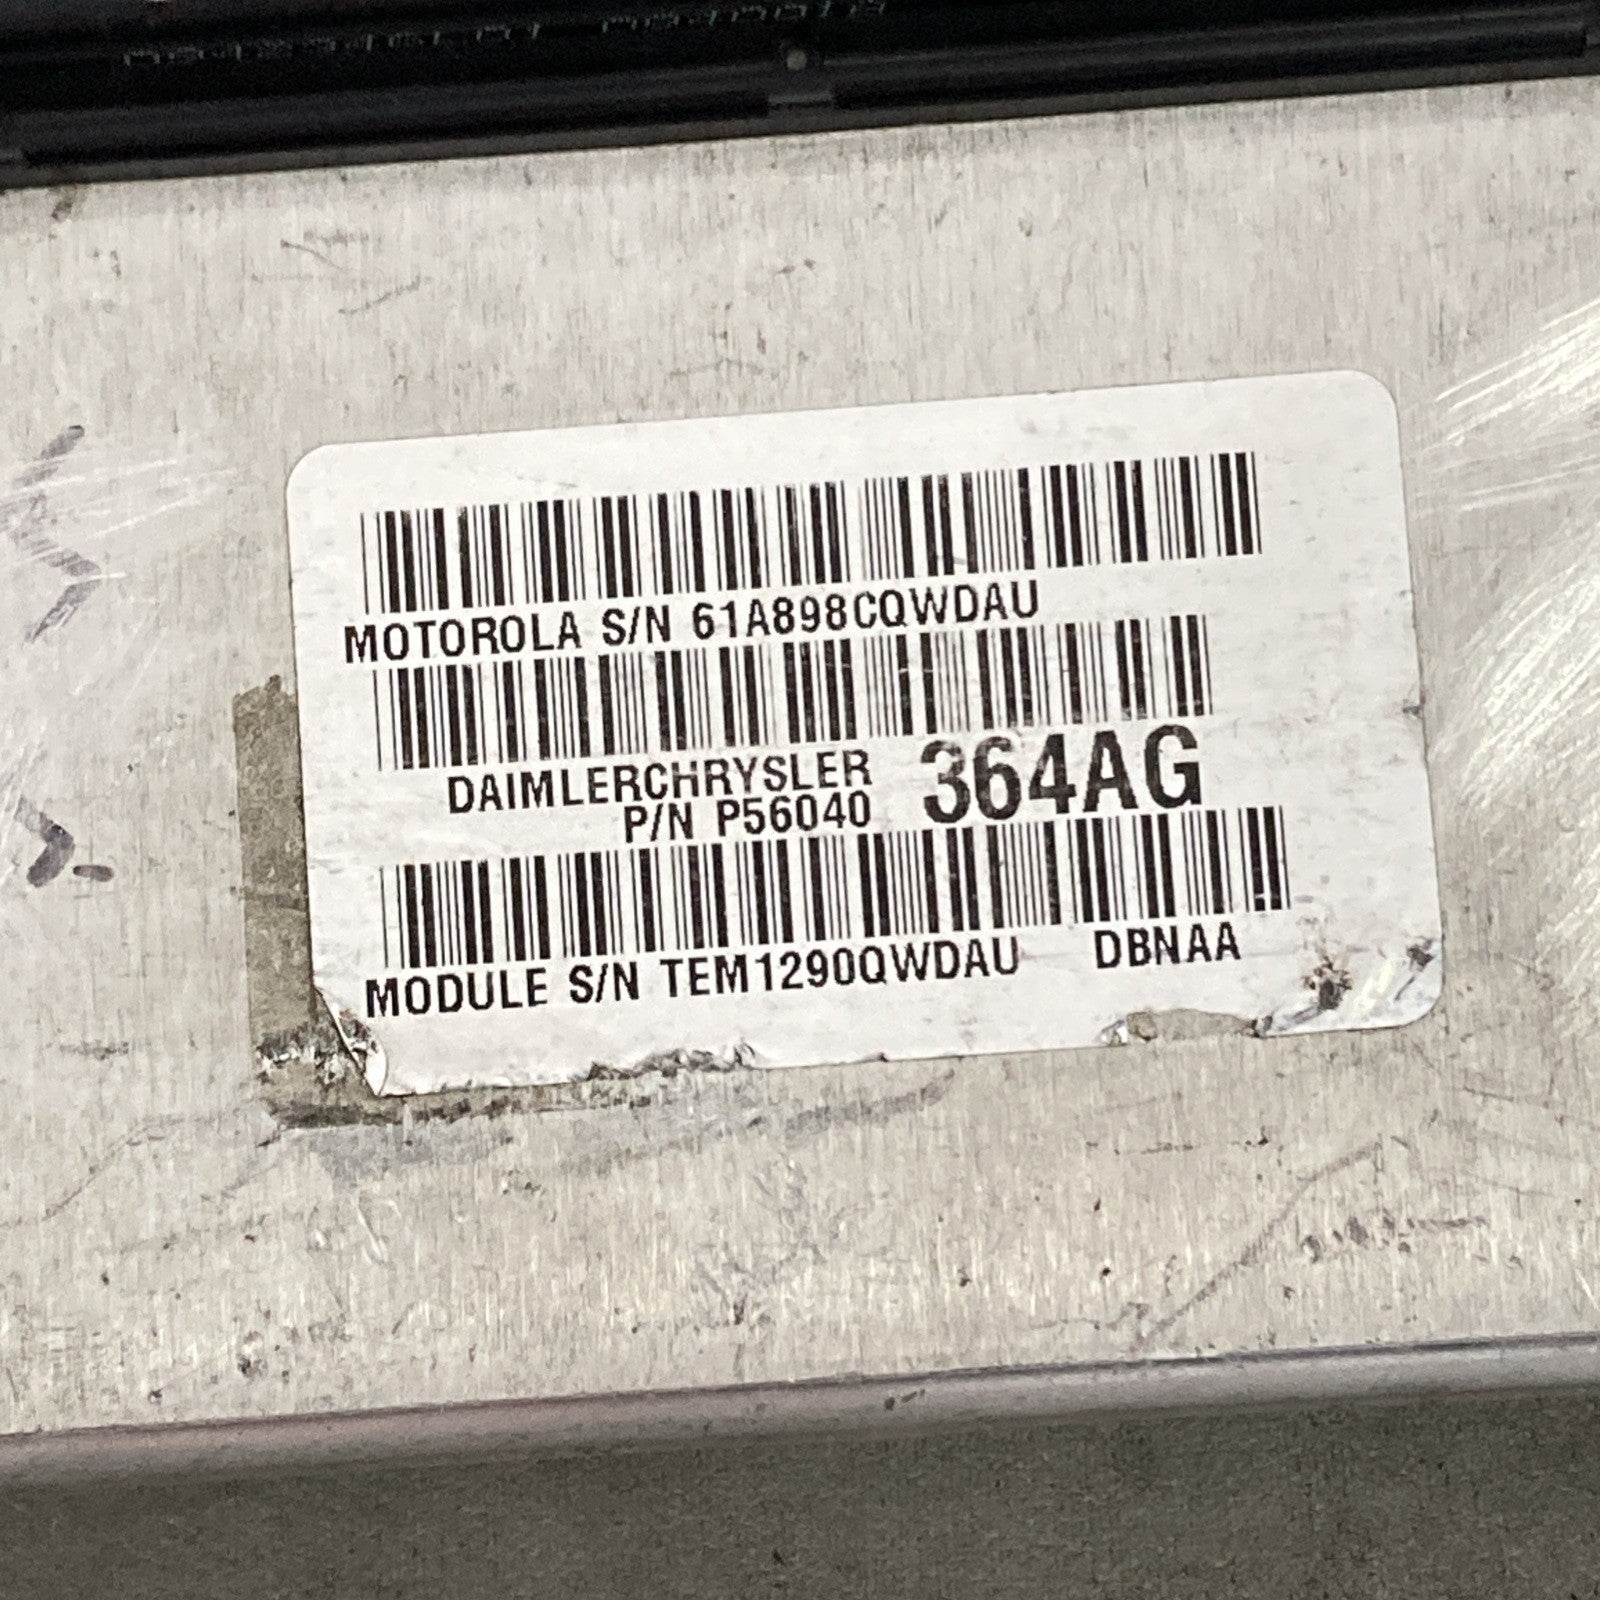 MOTOROLA S/N 61A898CQWDAU
DAIMLERCHRYSLER
P/N P56040 364AG
MODULE S/N TEM1290QWDAU DBNAA